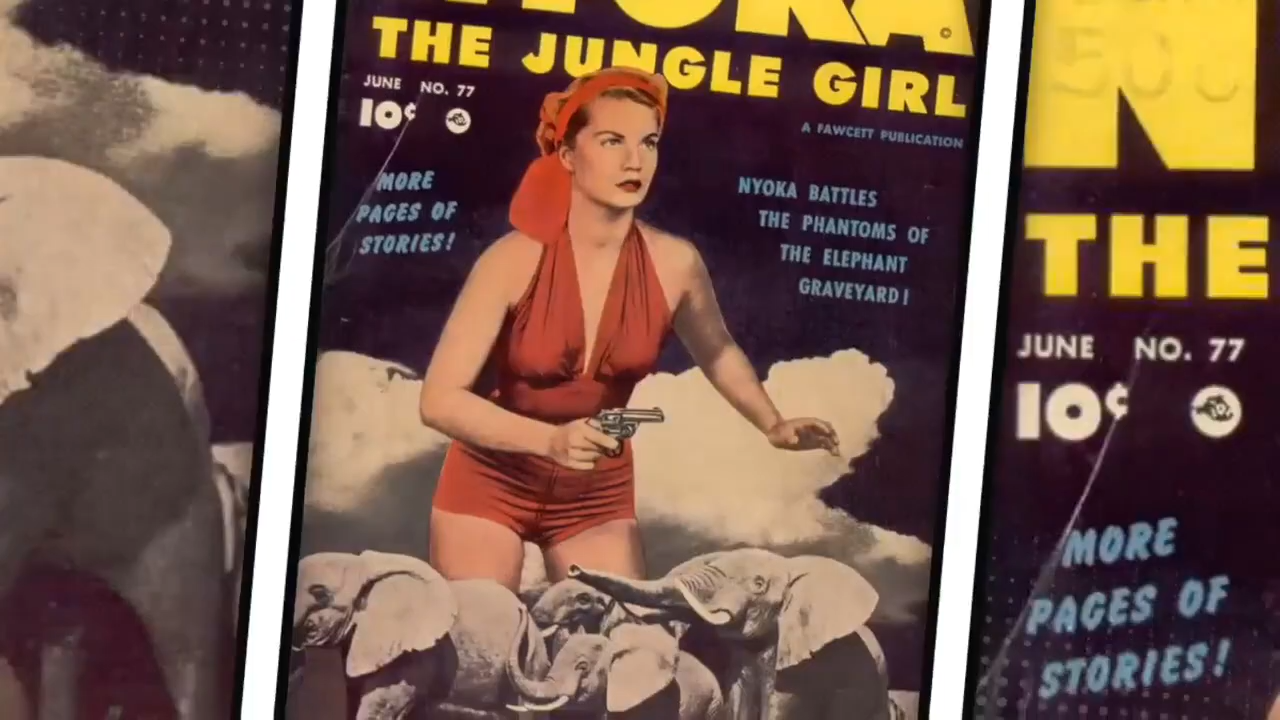 NYOKA
THE JUNGLE GIRL
JUNE NO. 77
10¢
A FAWCETT PUBLICATION
MORE
PAGES OF
STORIES!
NYOKA BATTLES
THE PHANTOMS OF
THE ELEPHANT
GRAVEYARD!
N
THE
JUNE NO. 77
10¢
MORE
PAGES OF
STORIES!